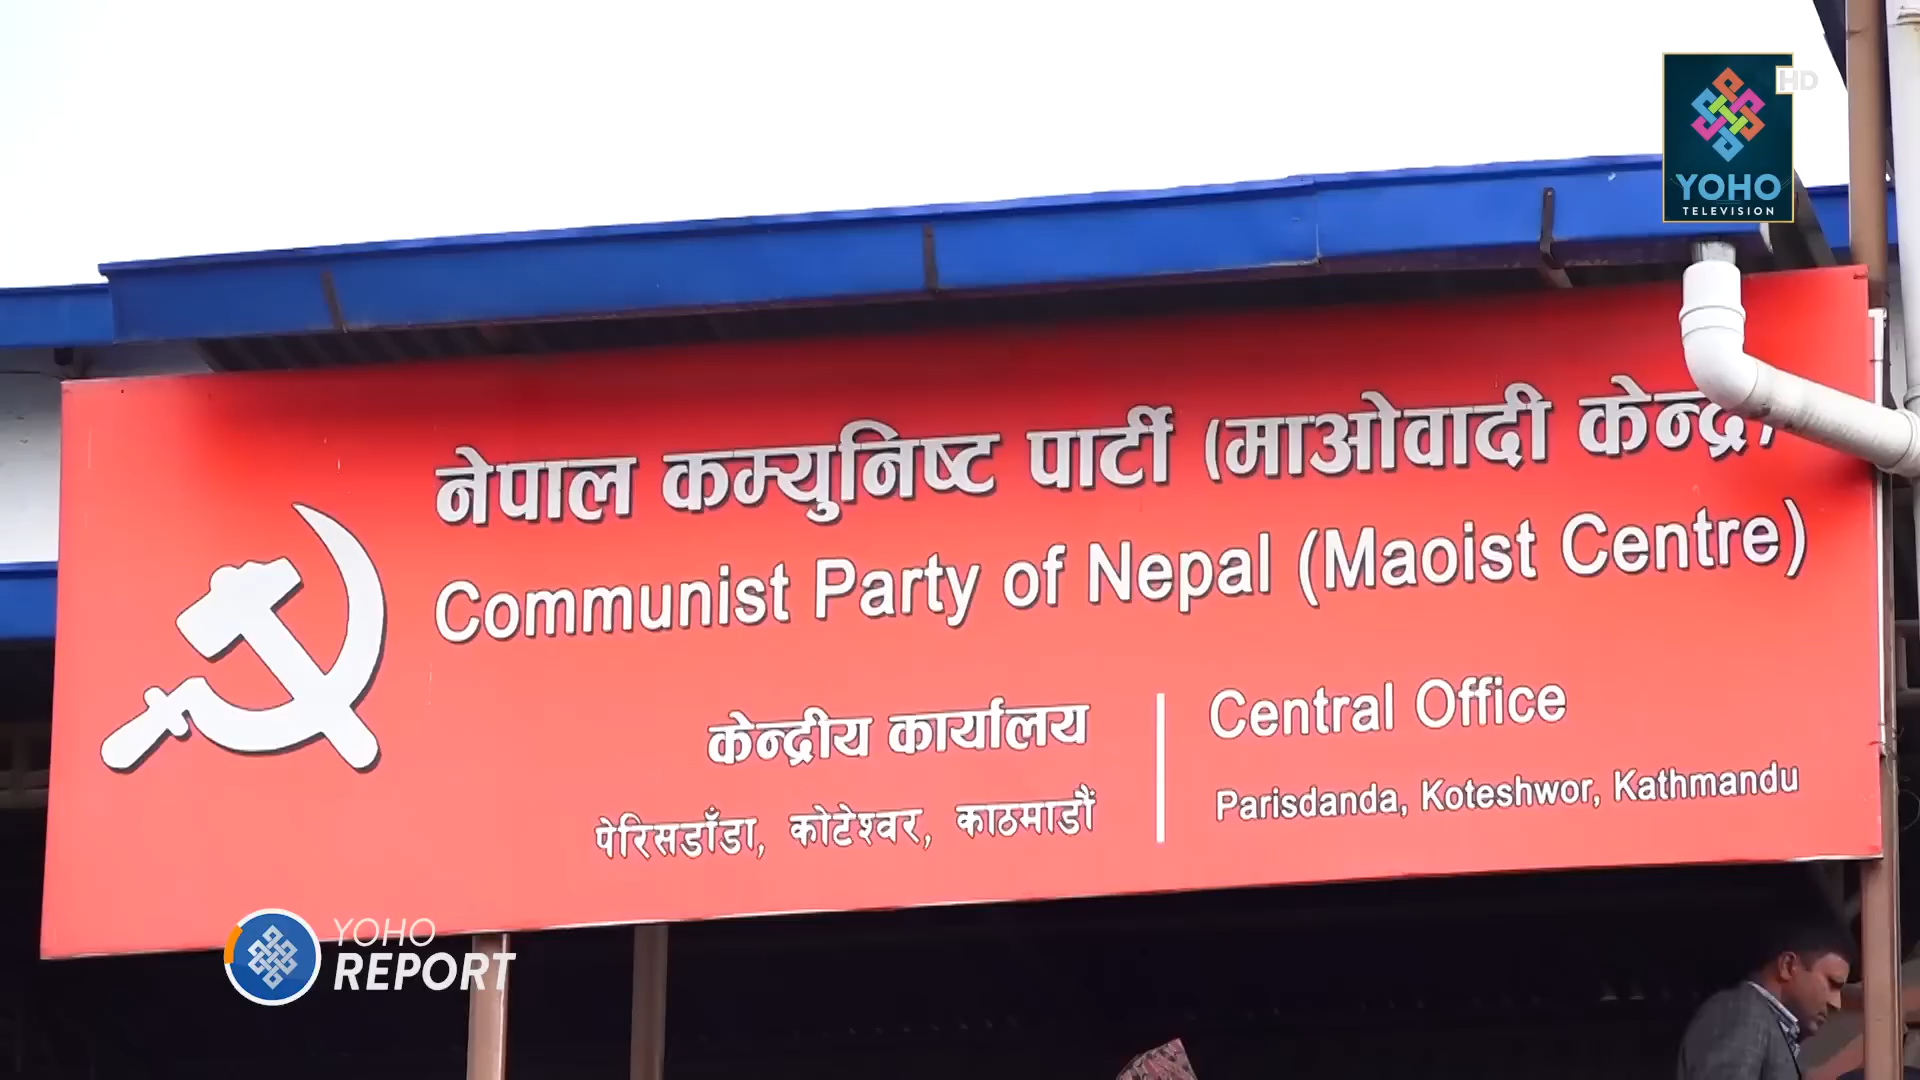 HD
YOHO
TELEVISION
नेपाल कम्युनिष्ट पार्टी (माओवादी केन्द्र)
Communist Party of Nepal (Maoist Centre)
केन्द्रीय कार्यालय
पेरिसडाँडा, कोटेश्वर, काठमाडौं
Central Office
Parisdanda, Koteshwor, Kathmandu
YOHO
REPORT